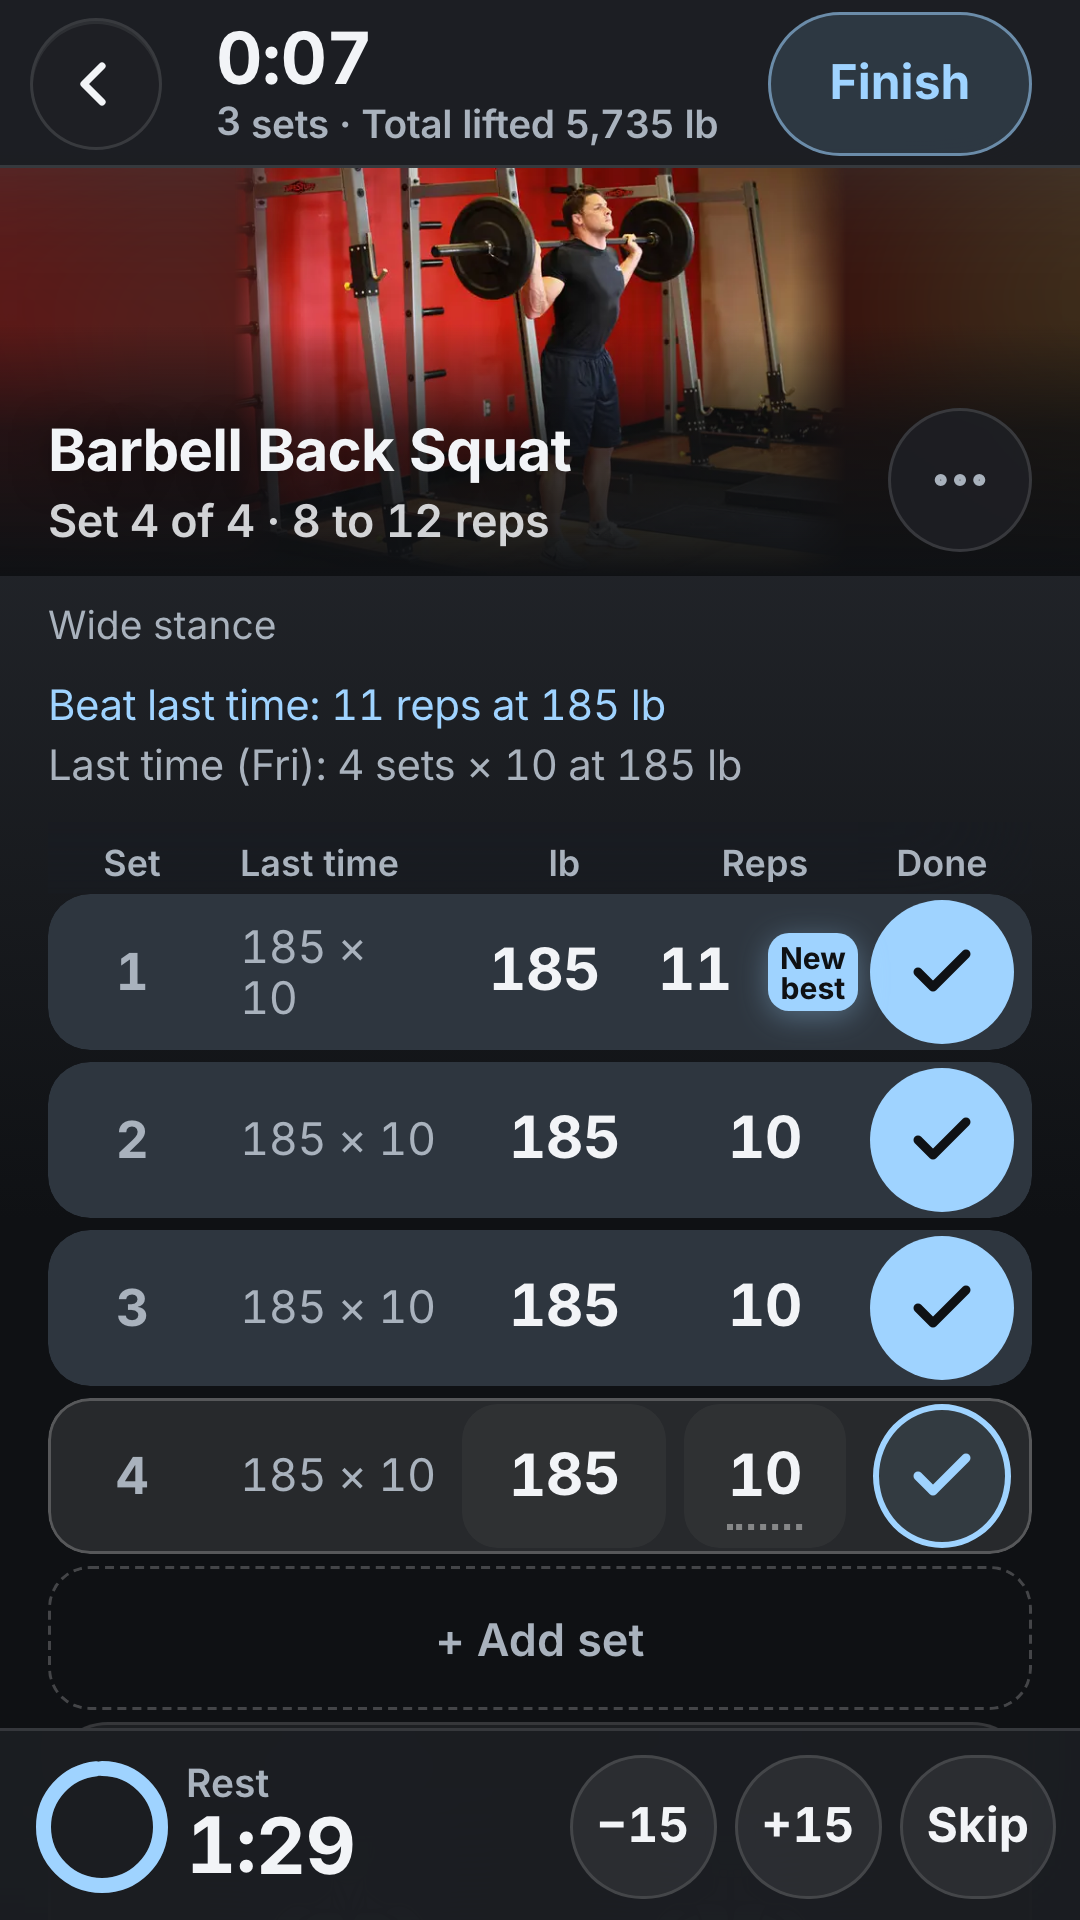 0:07
3 sets · Total lifted 5,735 lb
Finish
Barbell Back Squat
Set 4 of 4 · 8 to 12 reps
Wide stance
Beat last time: 11 reps at 185 lb
Last time (Fri): 4 sets × 10 at 185 lb
Set Last time lb Reps Done
1 185 × 10 185 11 New best
2 185 × 10 185 10
3 185 × 10 185 10
4 185 × 10 185 10
+ Add set
Rest
1:29
−15 +15 Skip